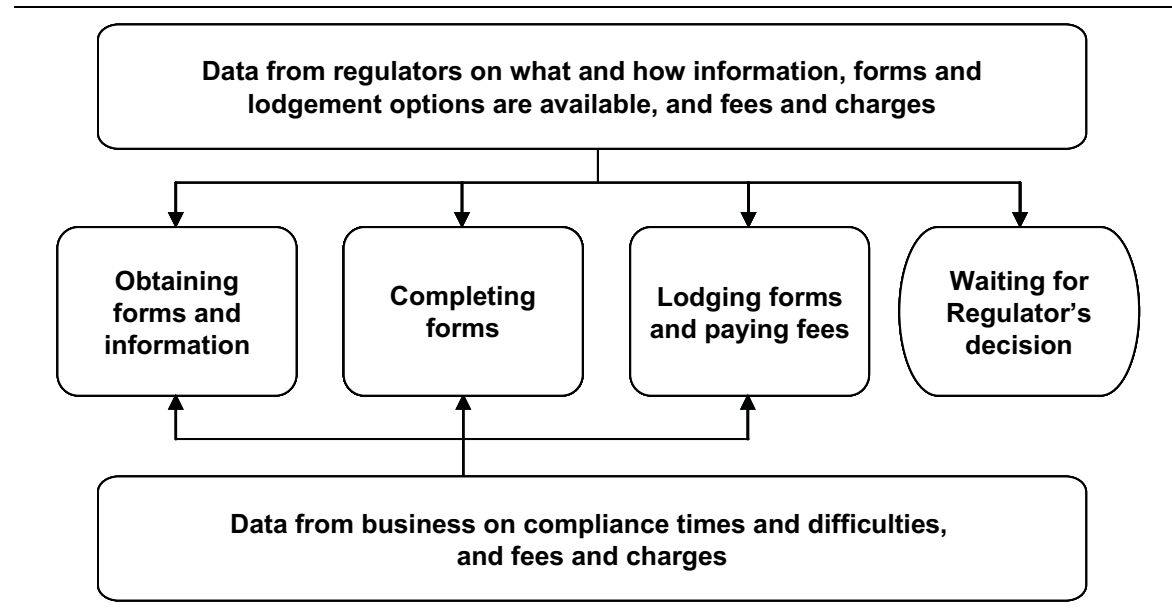 Data from regulators on what and how information, forms and
lodgement options are available, and fees and charges
Obtaining
forms and
information
Completing
forms
Lodging forms
and paying fees
Waiting for
Regulator’s
decision
Data from business on compliance times and difficulties,
and fees and charges